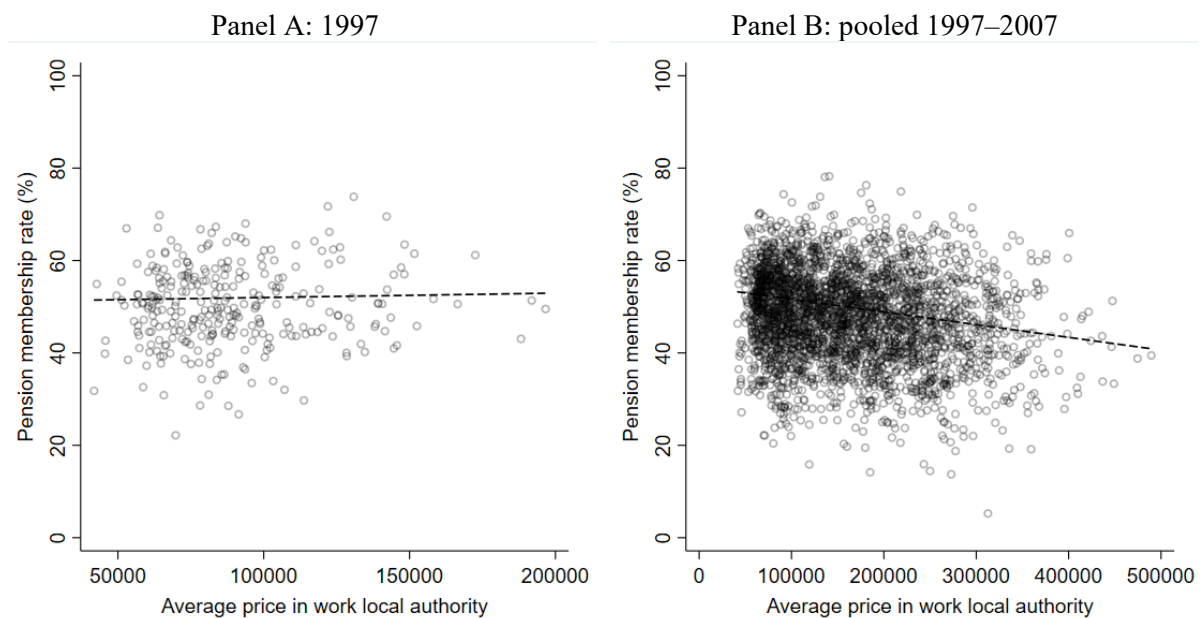 Panel A: 1997
Pension membership rate (%)
100
80
60
40
20
0
50000 100000 150000 200000
Average price in work local authority
Panel B: pooled 1997–2007
Pension membership rate (%)
100
80
60
40
20
0
0 100000 200000 300000 400000 500000
Average price in work local authority